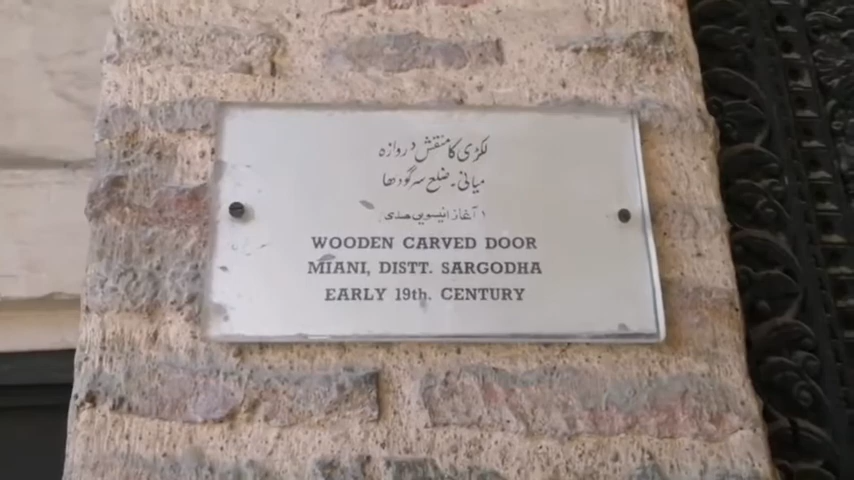 لکڑی کا منقش دروازہ
میانی۔ ضلع سرگودھا
آغاز انیسویں صدی
WOODEN CARVED DOOR
MIANI, DISTT. SARGODHA
EARLY 19th. CENTURY